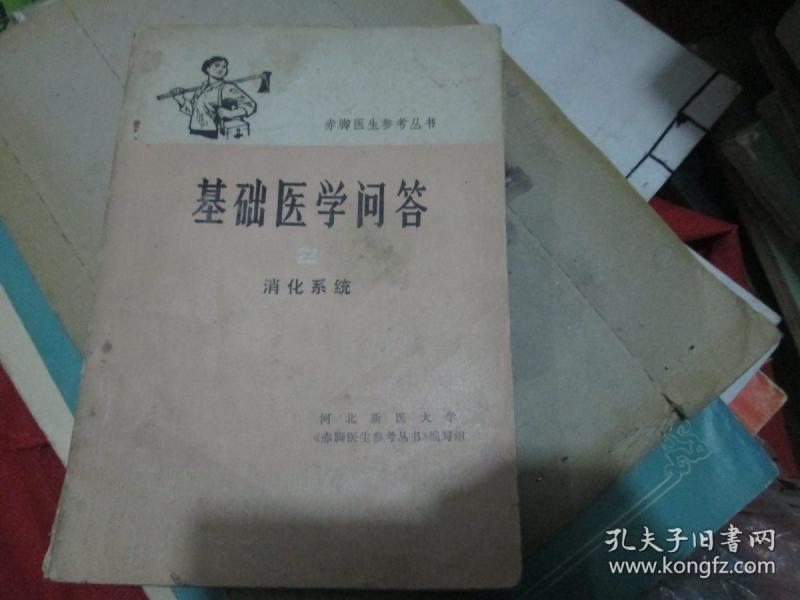 赤脚医生参考丛书
基础医学问答
2
消化系统
河北新医大学
《赤脚医生参考丛书》编写组
孔夫子旧书网
www.kongfz.com